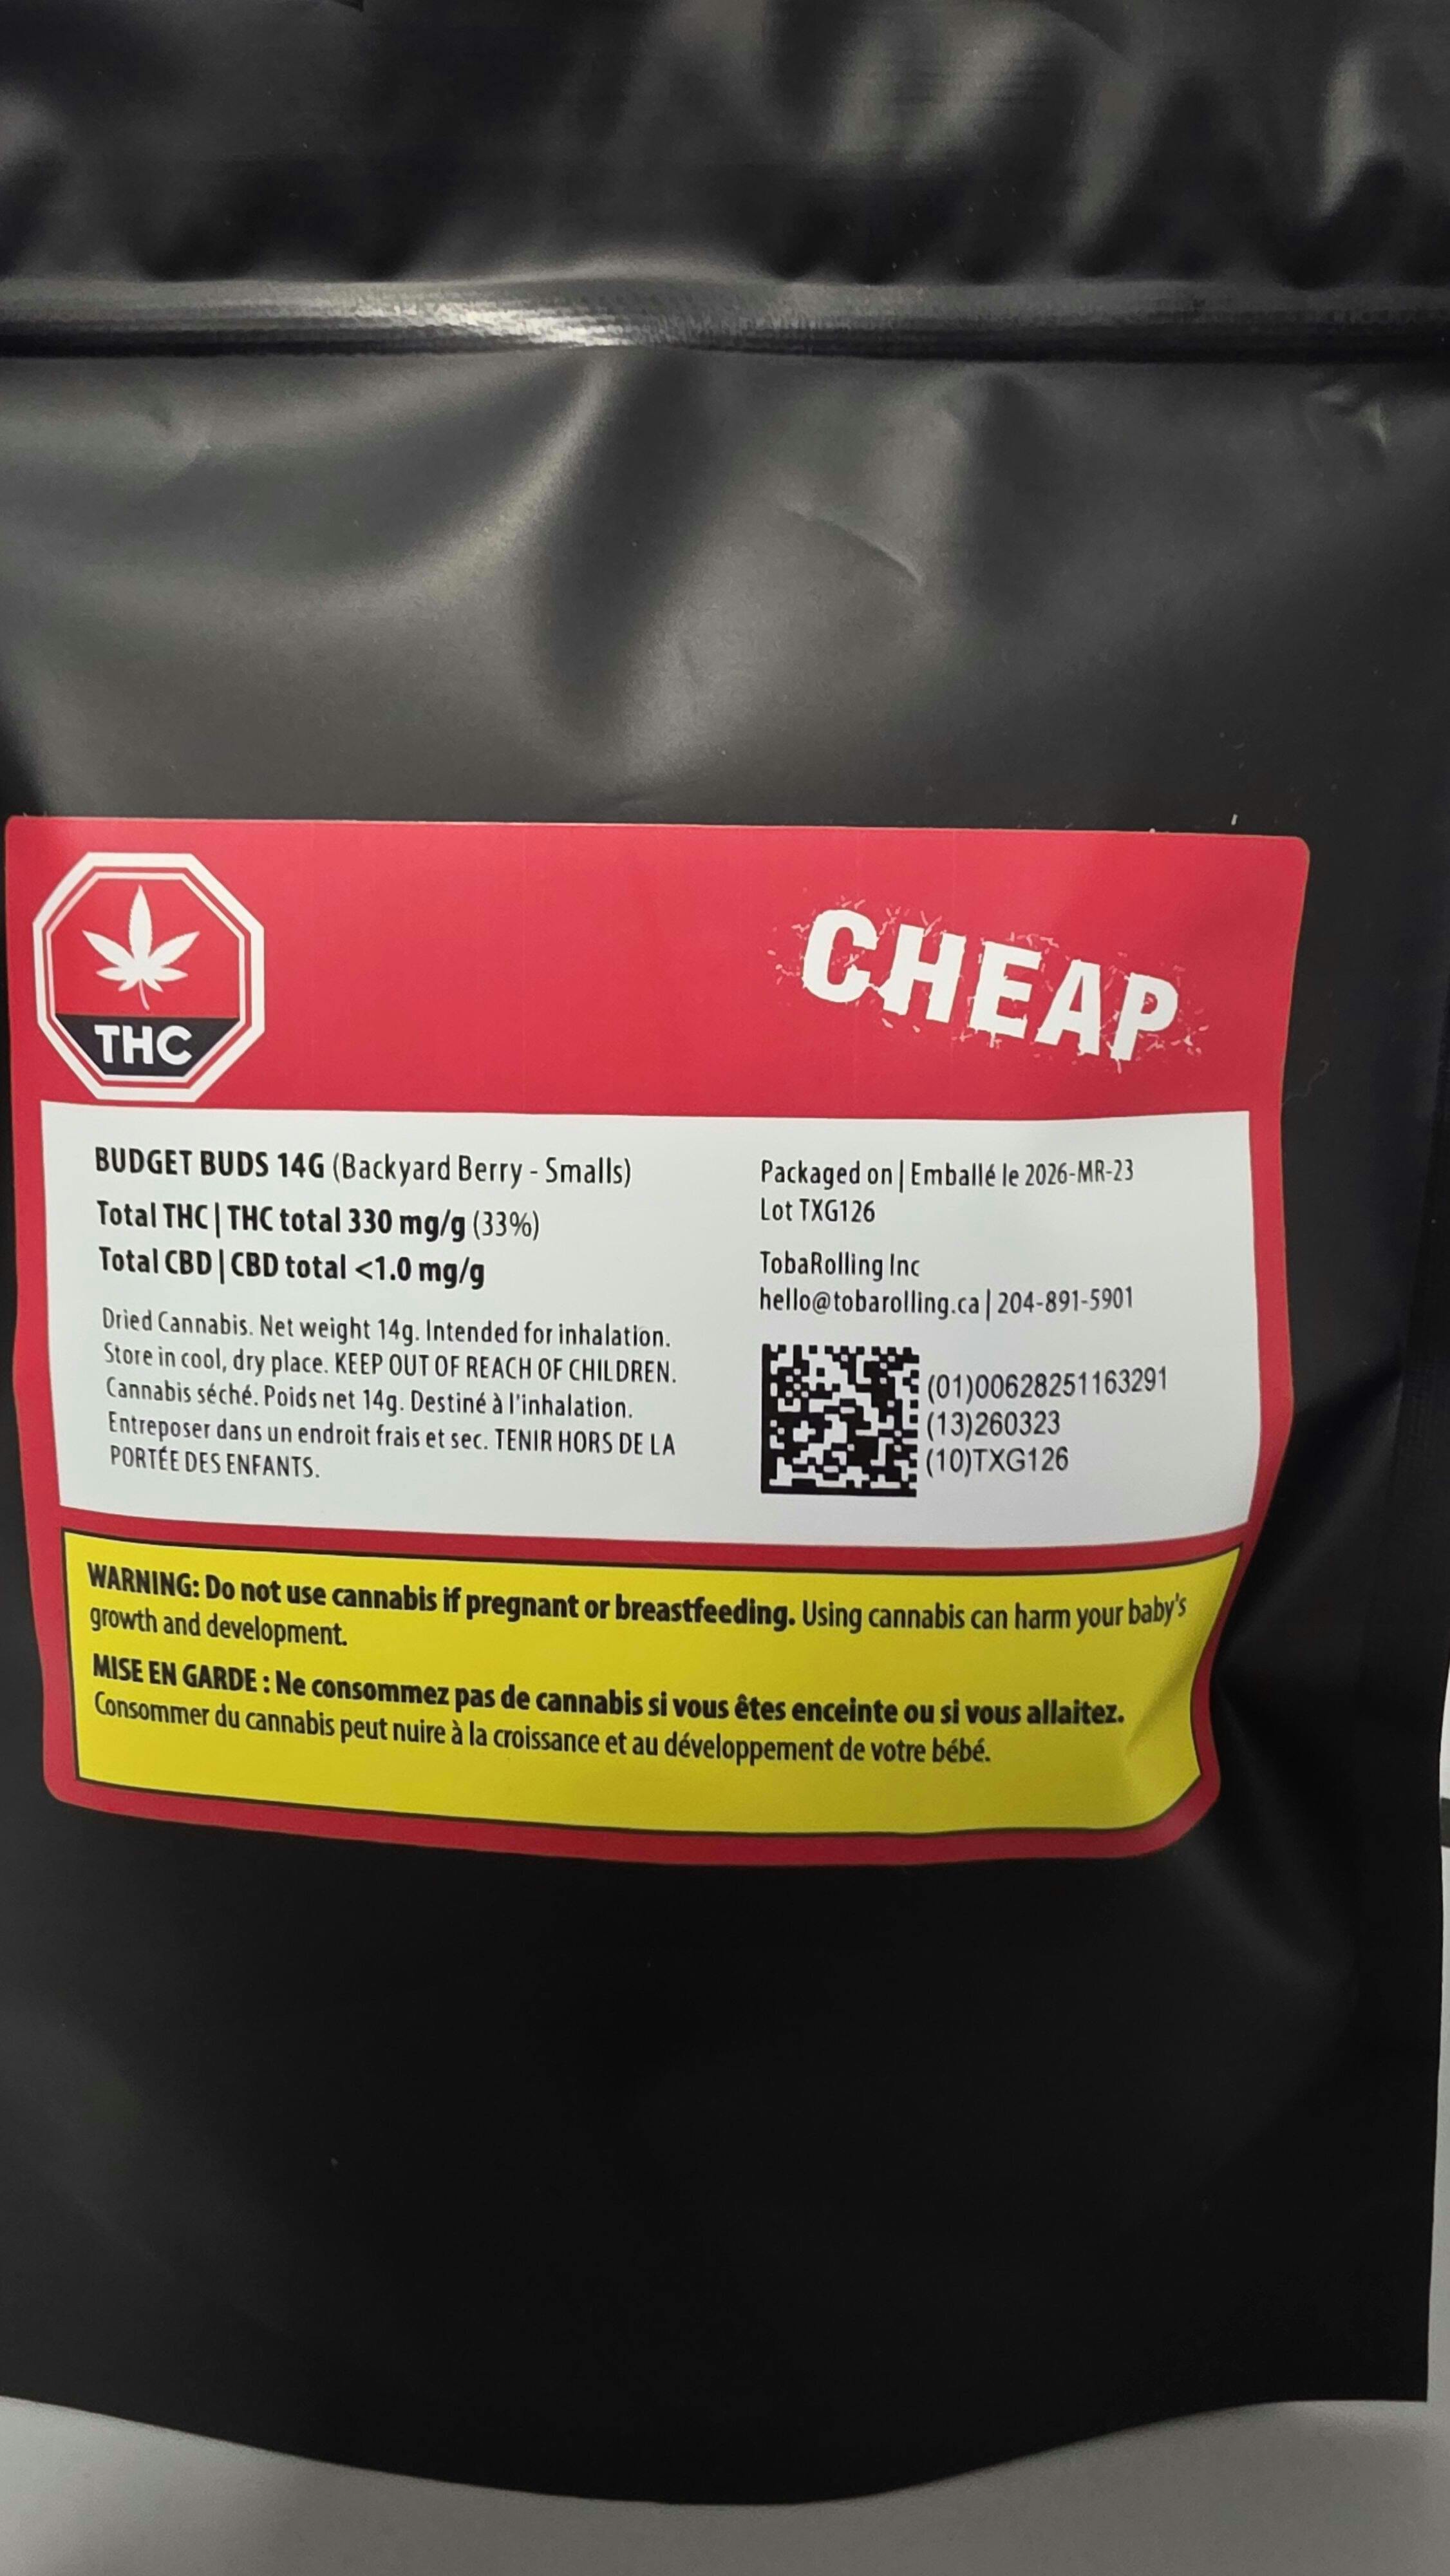 THC
CHEAP
BUDGET BUDS 14G (Backyard Berry - Smalls)
Total THC | THC total 330 mg/g (33%)
Total CBD | CBD total <1.0 mg/g
Dried Cannabis. Net weight 14g. Intended for inhalation.
Store in cool, dry place. KEEP OUT OF REACH OF CHILDREN.
Cannabis séché. Poids net 14g. Destiné à l'inhalation.
Entreposer dans un endroit frais et sec. TENIR HORS DE LA
PORTÉE DES ENFANTS.
Packaged on | Emballé le 2026-MR-23
Lot TXG126
TobaRolling Inc
hello@tobarolling.ca | 204-891-5901
(01)00628251163291
(13)260323
(10)TXG126
WARNING: Do not use cannabis if pregnant or breastfeeding. Using cannabis can harm your baby's
growth and development.
MISE EN GARDE : Ne consommez pas de cannabis si vous êtes enceinte ou si vous allaitez.
Consommer du cannabis peut nuire à la croissance et au développement de votre bébé.